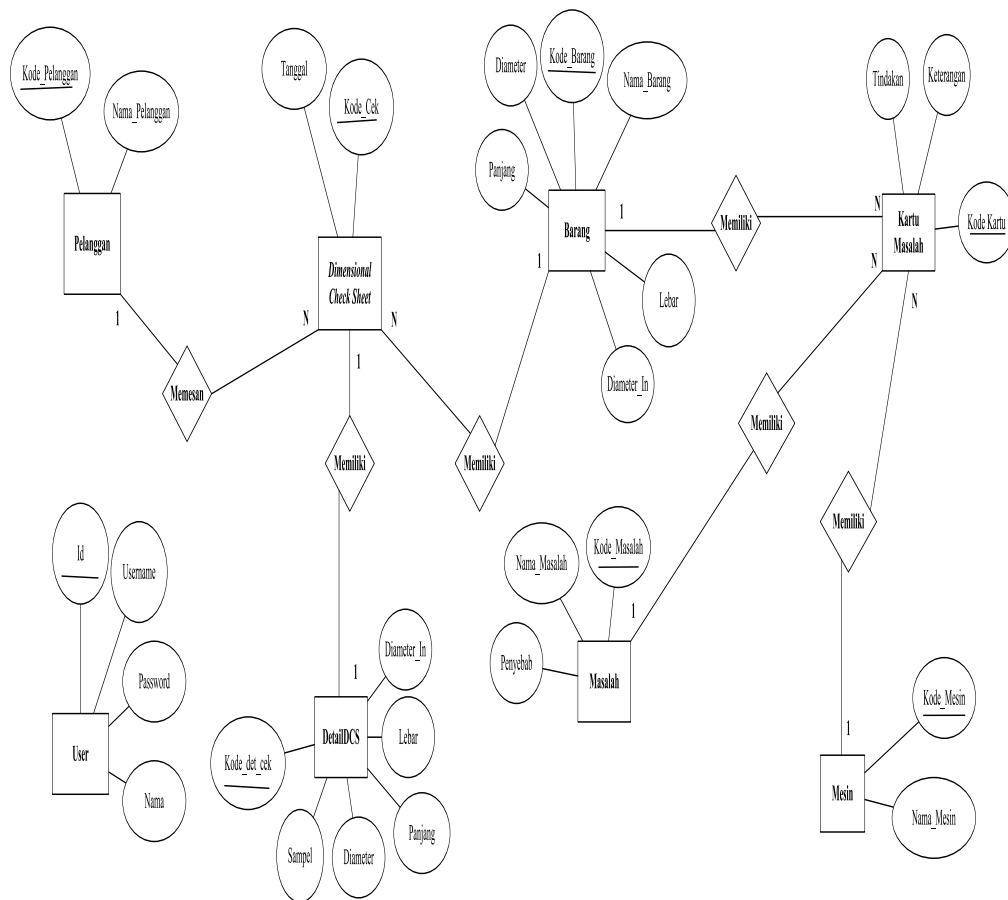 Kode_Pelanggan
Nama_Pelanggan
Pelanggan
1
Memesan
Tanggal
Kode_Cek
Dimensional
Check Sheet
N
N
1
Memiliki
Memiliki
Diameter
Kode_Barang
Nama_Barang
Panjang
Barang
1
1
Lebar
Diameter_In
Memiliki
Tindakan
Keterangan
Kode Kartu
Kartu
Masalah
N
N
N
Memiliki
Memiliki
Id
Username
Password
User
Nama
1
Diameter_In
Lebar
DetailDCS
Kode_det_cek
Sampel
Diameter
Panjang
Nama_Masalah
Kode_Masalah
1
Penyebab
Masalah
Kode_Mesin
1
Mesin
Nama_Mesin